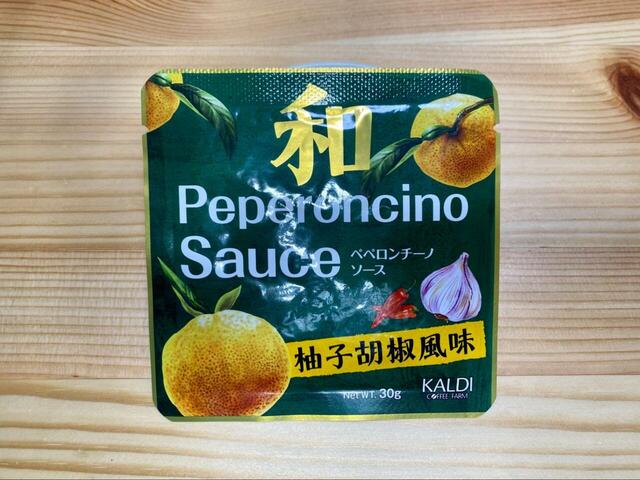 和
Peperoncino
Sauce
ペペロンチーノ
ソース
柚子胡椒風味
NET WT. 30g
KALDI
COFFEE FARM